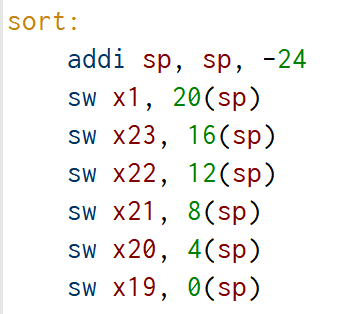 sort:
addi sp, sp, -24
sw x1, 20(sp)
sw x23, 16(sp)
sw x22, 12(sp)
sw x21, 8(sp)
sw x20, 4(sp)
sw x19, 0(sp)